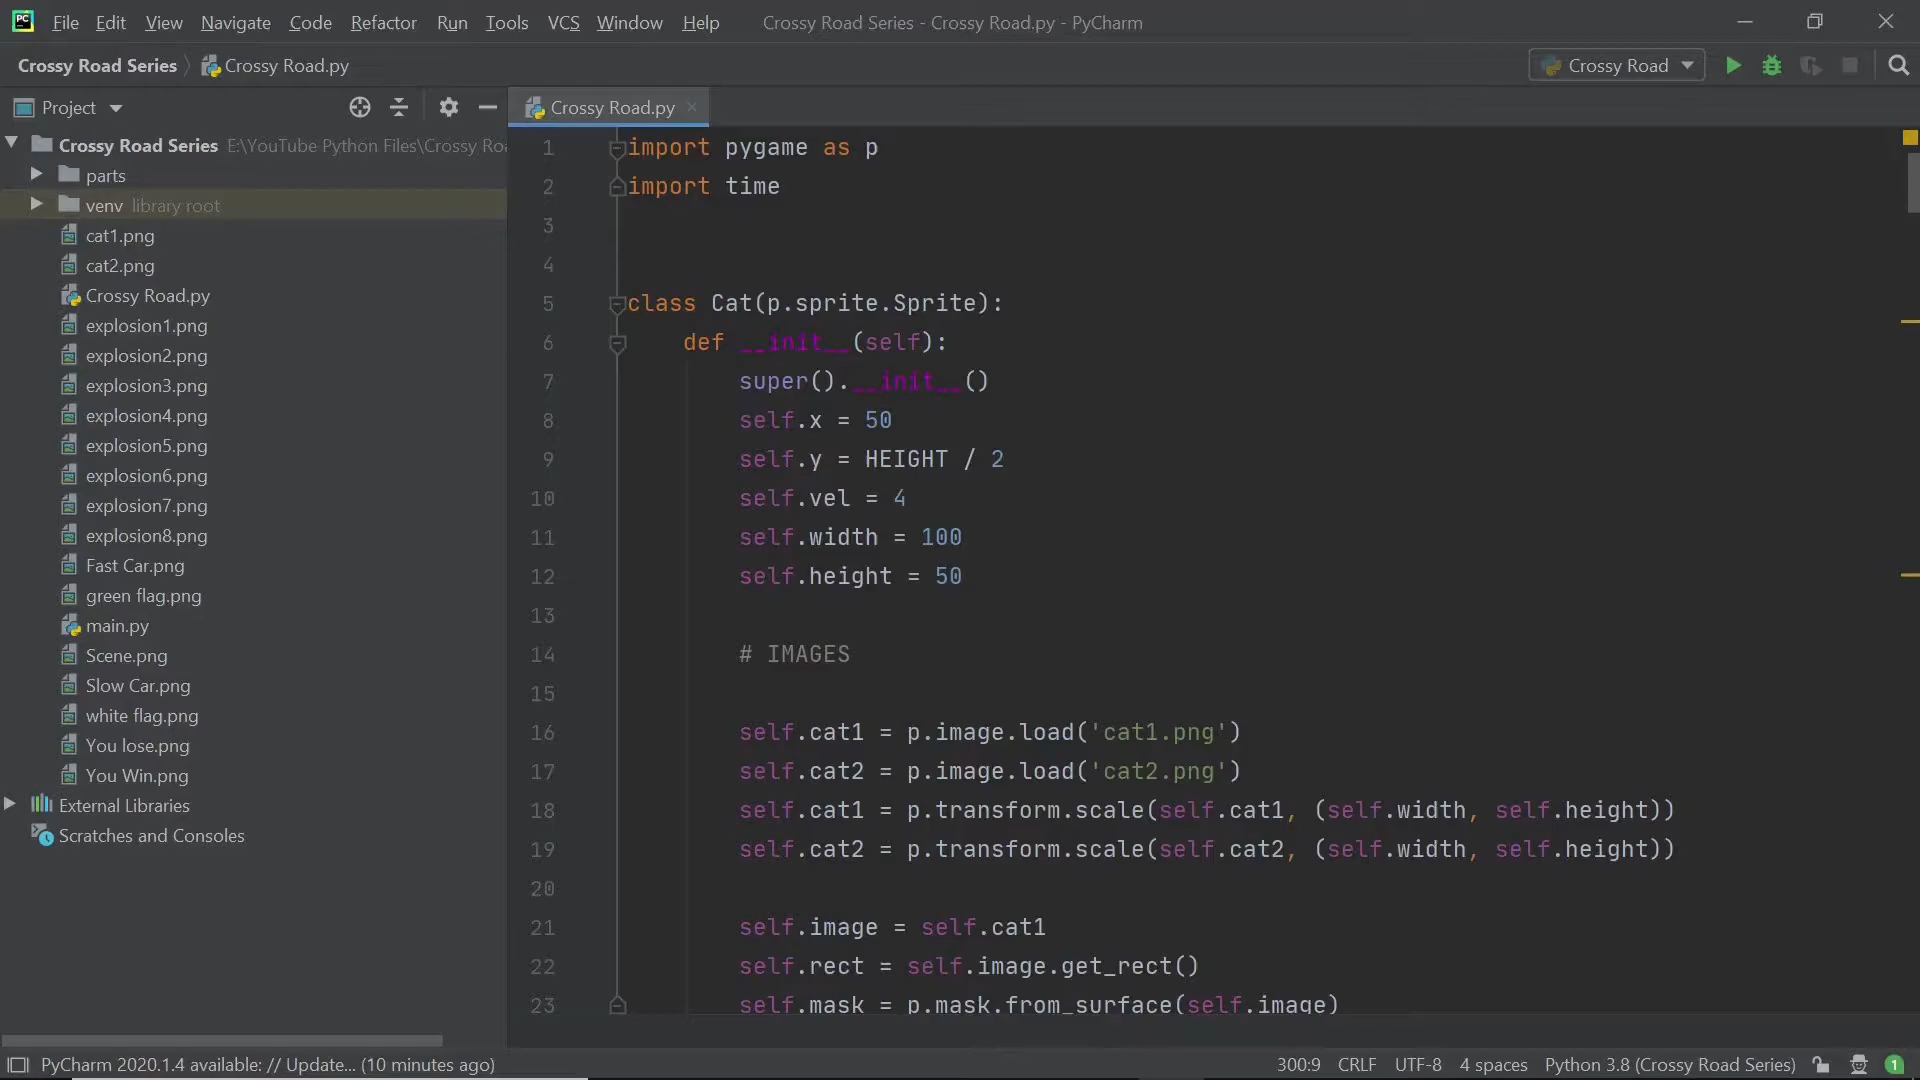 PC File Edit View Navigate Code Refactor Run Tools VCS Window Help Crossy Road Series - Crossy Road.py - PyCharm
Crossy Road Series Crossy Road.py Crossy Road
Project
Crossy Road Series E:\YouTube Python Files\Crossy Ro
parts
venv library root
cat1.png
cat2.png
Crossy Road.py
explosion1.png
explosion2.png
explosion3.png
explosion4.png
explosion5.png
explosion6.png
explosion7.png
explosion8.png
Fast Car.png
green flag.png
main.py
Scene.png
Slow Car.png
white flag.png
You lose.png
You Win.png
External Libraries
Scratches and Consoles
Crossy Road.py
1 import pygame as p
2 import time
3
4
5 class Cat(p.sprite.Sprite):
6     def __init__(self):
7         super().__init__()
8         self.x = 50
9         self.y = HEIGHT / 2
10         self.vel = 4
11         self.width = 100
12         self.height = 50
13
14         # IMAGES
15
16         self.cat1 = p.image.load('cat1.png')
17         self.cat2 = p.image.load('cat2.png')
18         self.cat1 = p.transform.scale(self.cat1, (self.width, self.height))
19         self.cat2 = p.transform.scale(self.cat2, (self.width, self.height))
20
21         self.image = self.cat1
22         self.rect = self.image.get_rect()
23         self.mask = p.mask.from_surface(self.image)
PyCharm 2020.1.4 available: // Update... (10 minutes ago) 300:9 CRLF UTF-8 4 spaces Python 3.8 (Crossy Road Series) 1